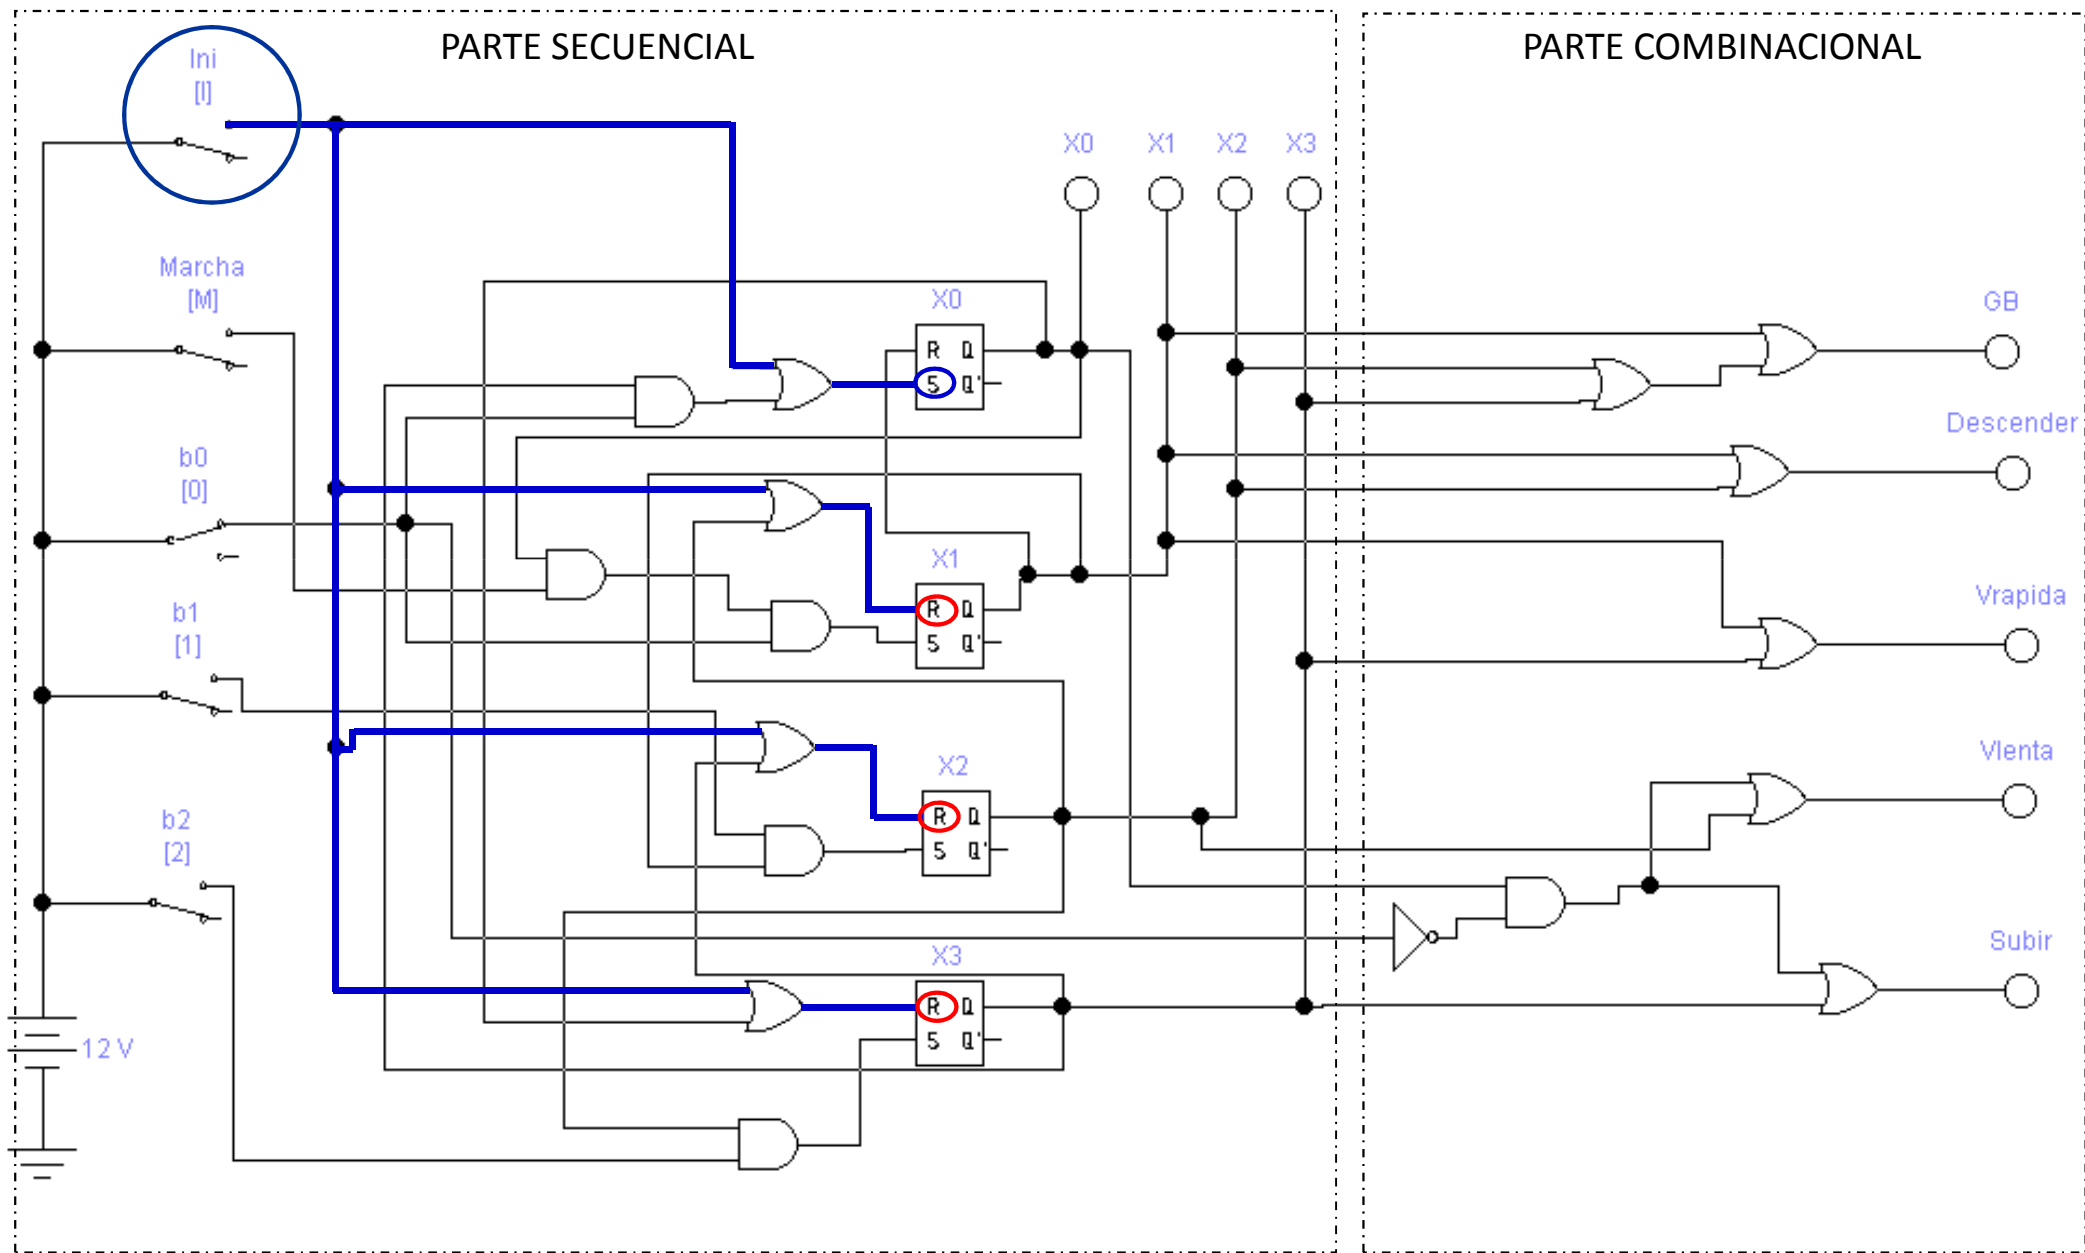 PARTE SECUENCIAL
PARTE COMBINACIONAL
Ini
[I]
X0 X1 X2 X3
Marcha
[M]
X0
R Q
S Q'
GB
Descender
b0
[0]
X1
R Q
S Q'
Vrapida
b1
[1]
X2
R Q
S Q'
Vlenta
b2
[2]
X3
R Q
S Q'
Subir
12 V